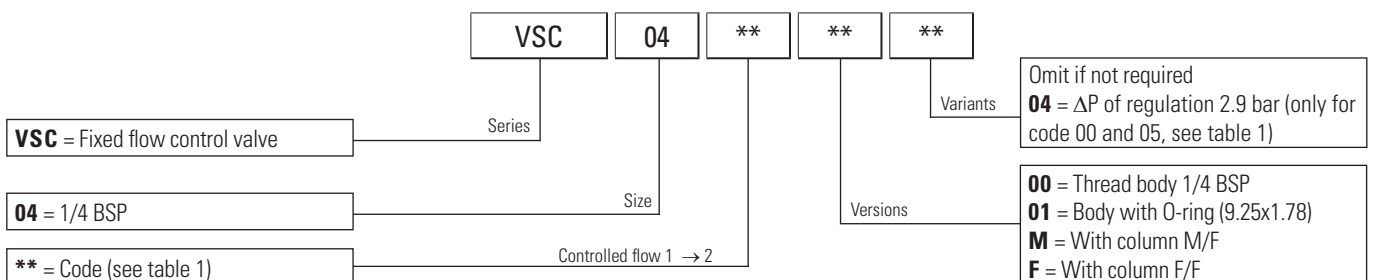 VSC 04 ** ** **
Omit if not required
04 = ΔP of regulation 2.9 bar (only for
code 00 and 05, see table 1)
Variants
Series
VSC = Fixed flow control valve
00 = Thread body 1/4 BSP
01 = Body with O-ring (9.25x1.78)
M = With column M/F
F = With column F/F
Versions
Size
04 = 1/4 BSP
Controlled flow 1 → 2
** = Code (see table 1)